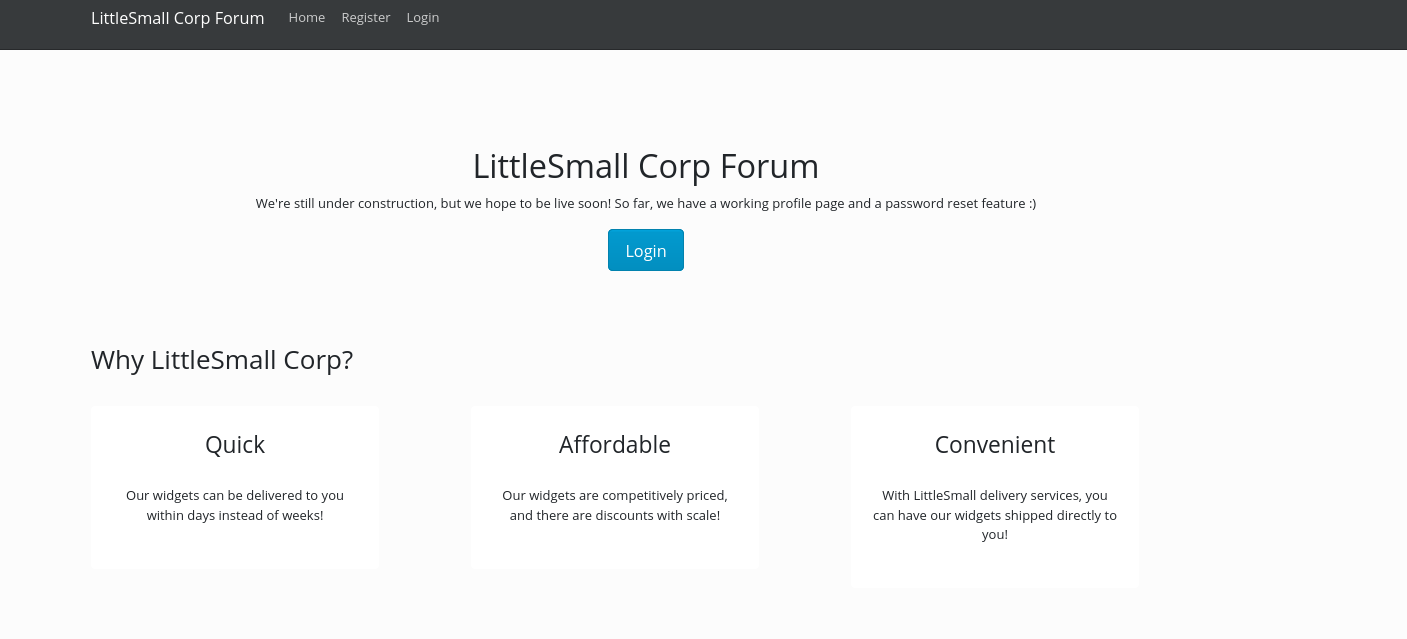 LittleSmall Corp Forum Home Register Login
LittleSmall Corp Forum
We're still under construction, but we hope to be live soon! So far, we have a working profile page and a password reset feature :)
Login
Why LittleSmall Corp?
Quick
Our widgets can be delivered to you
within days instead of weeks!
Affordable
Our widgets are competitively priced,
and there are discounts with scale!
Convenient
With LittleSmall delivery services, you
can have our widgets shipped directly to
you!